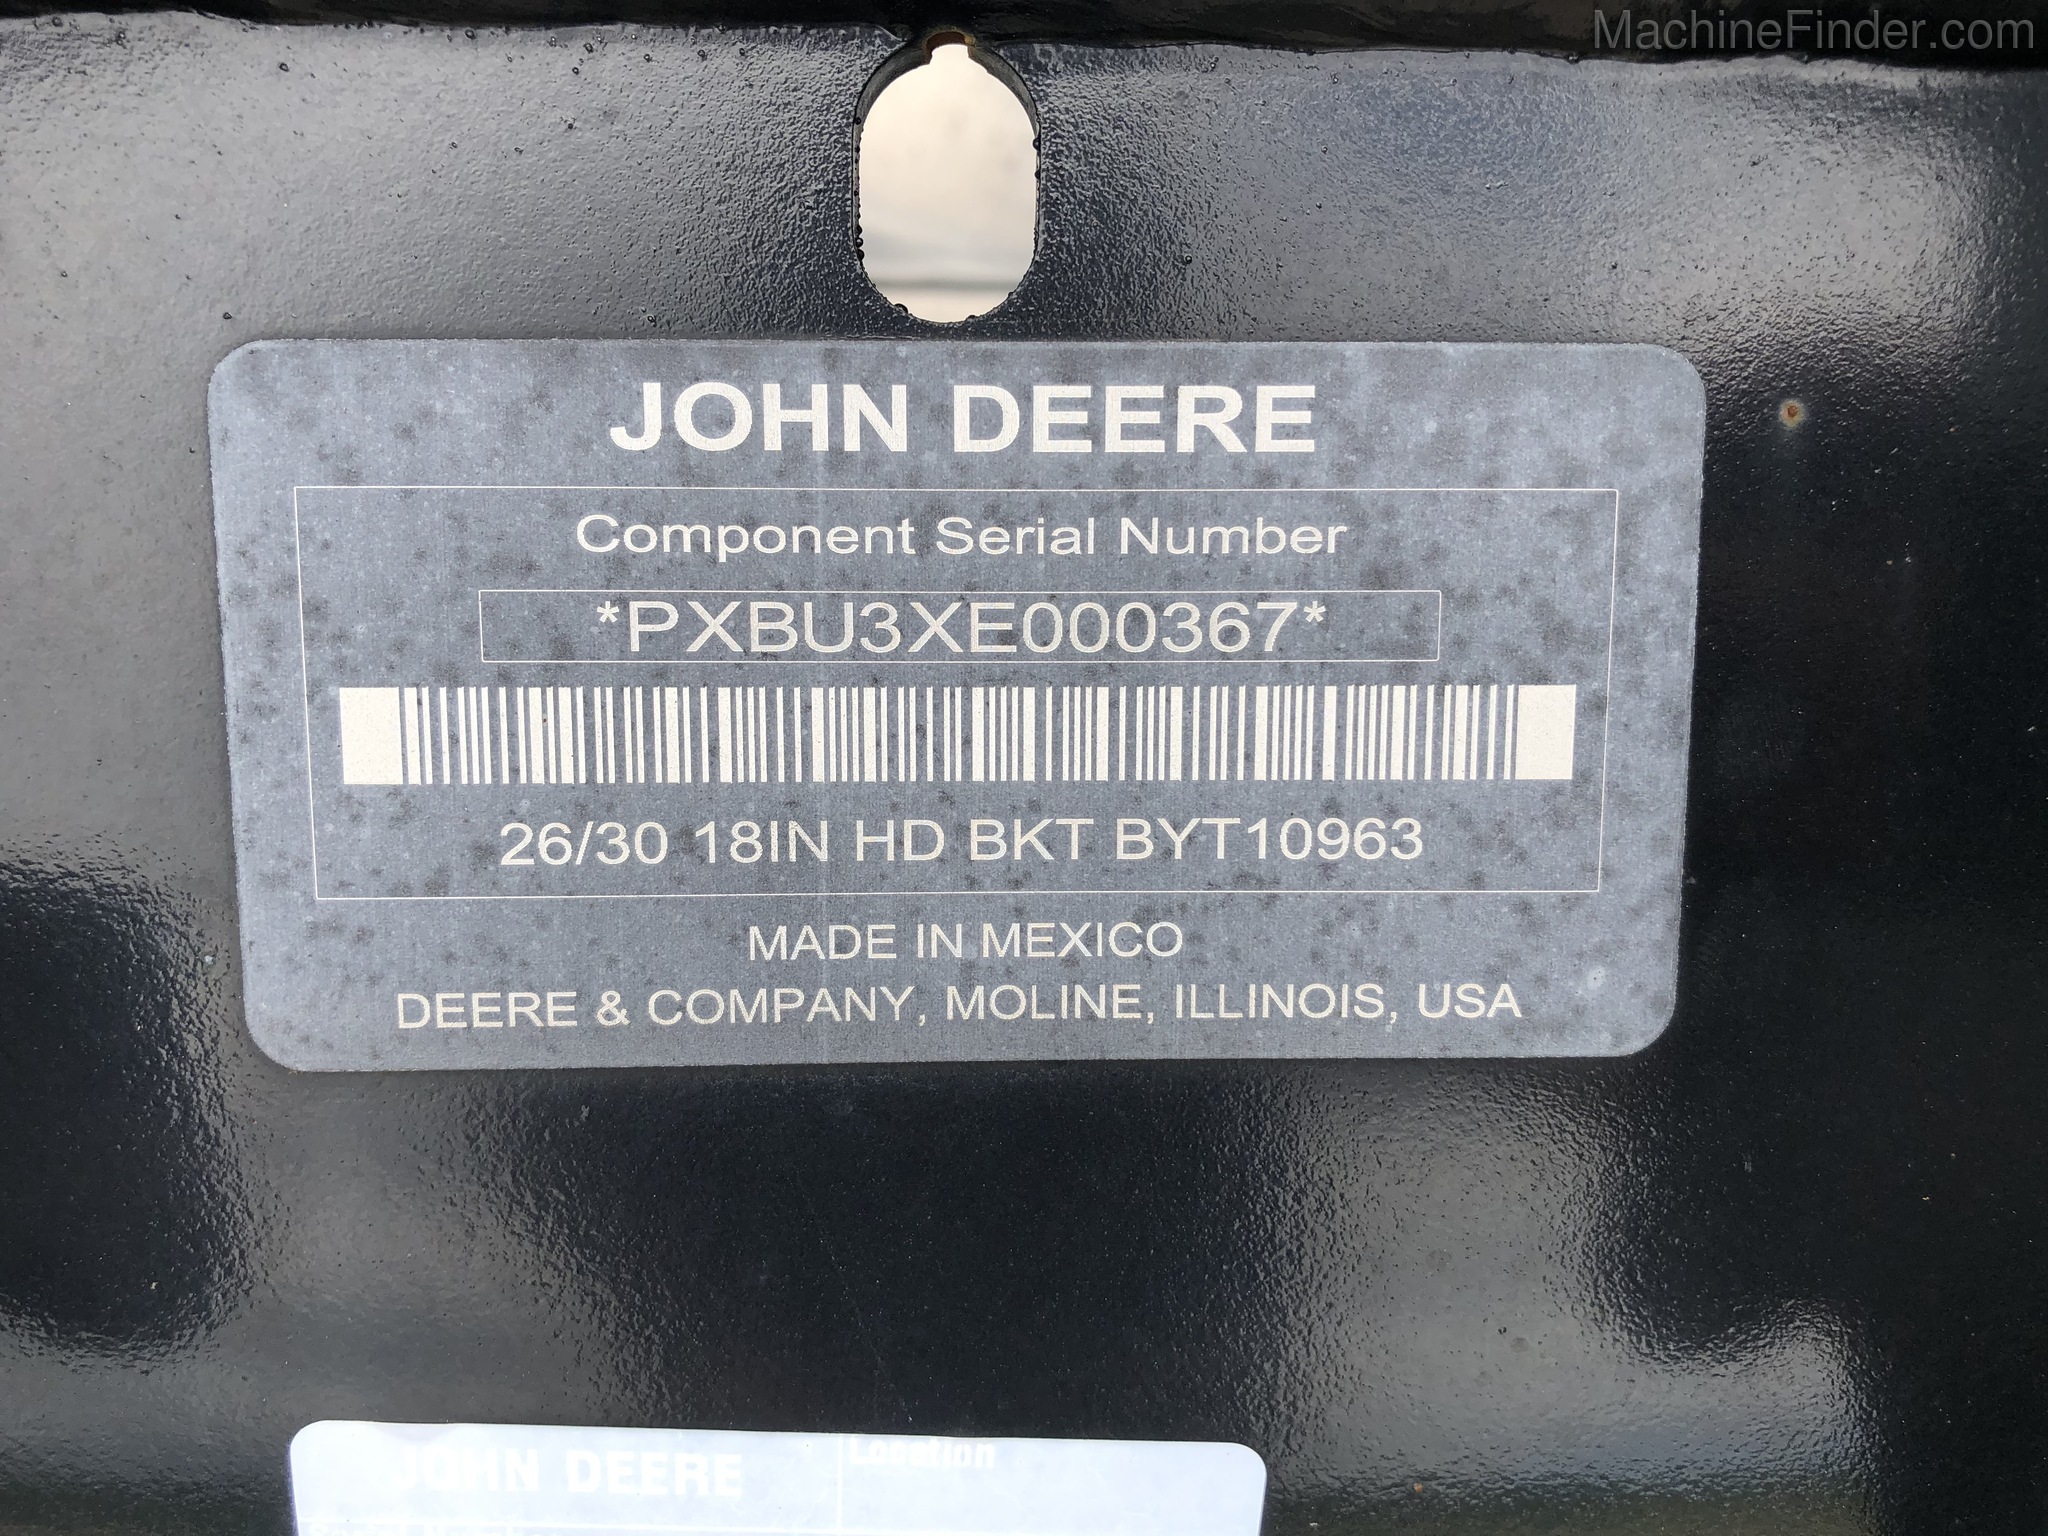 MachineFinder.com
JOHN DEERE
Component Serial Number
*PXBU3XE000367*
26/30 18IN HD BKT BYT10963
MADE IN MEXICO
DEERE & COMPANY, MOLINE, ILLINOIS, USA
JOHN DEERE
Location